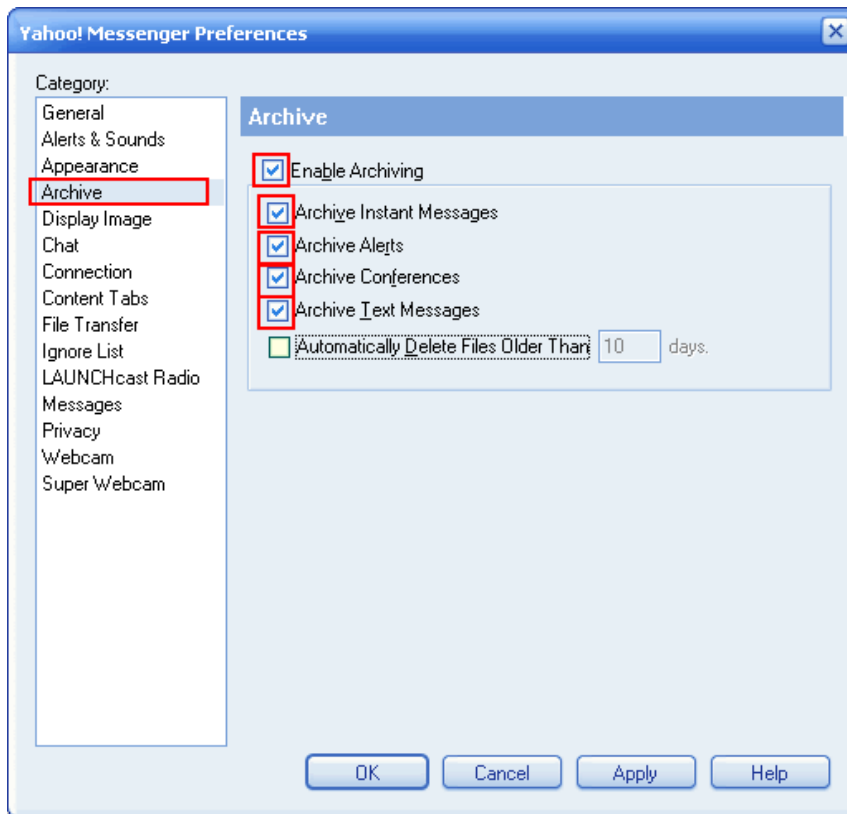 Yahoo! Messenger Preferences
Category:
General
Alerts & Sounds
Appearance
Archive
Display Image
Chat
Connection
Content Tabs
File Transfer
Ignore List
LAUNCHcast Radio
Messages
Privacy
Webcam
Super Webcam
Archive
Enable Archiving
Archive Instant Messages
Archive Alerts
Archive Conferences
Archive Text Messages
Automatically Delete Files Older Than 10 days.
OK Cancel Apply Help